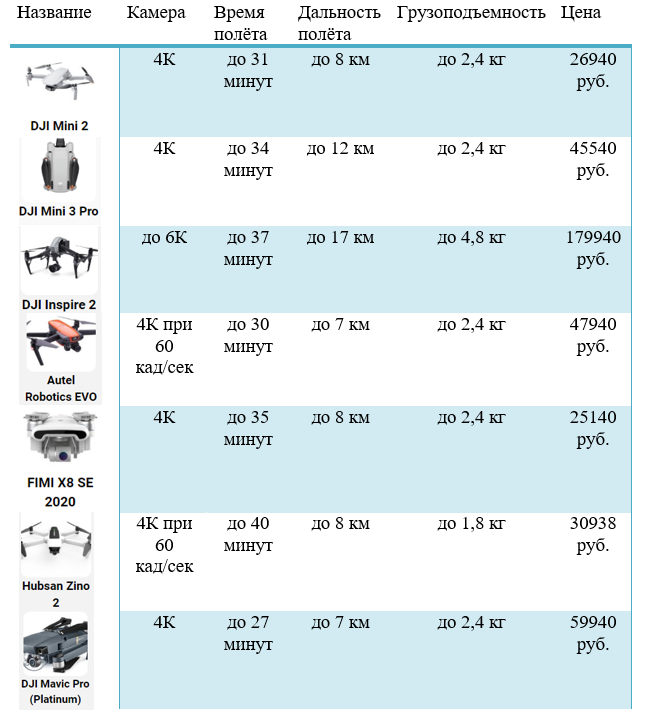 Название Камера Время Дальность Грузоподъемность Цена
полёта полёта
4К до 31 до 8 км до 2,4 кг 26940
минут руб.
DJI Mini 2
4К до 34 до 12 км до 2,4 кг 45540
минут руб.
DJI Mini 3 Pro
до 6К до 37 до 17 км до 4,8 кг 179940
минут руб.
DJI Inspire 2
4К при до 30 до 7 км до 2,4 кг 47940
60 минут руб.
кад/сек
Autel
Robotics EVO
4К до 35 до 8 км до 2,4 кг 25140
минут руб.
FIMI X8 SE
2020
4К при до 40 до 8 км до 1,8 кг 30938
60 минут руб.
кад/сек
Hubsan Zino
2
4К до 27 до 7 км до 2,4 кг 59940
минут руб.
DJI Mavic Pro
(Platinum)